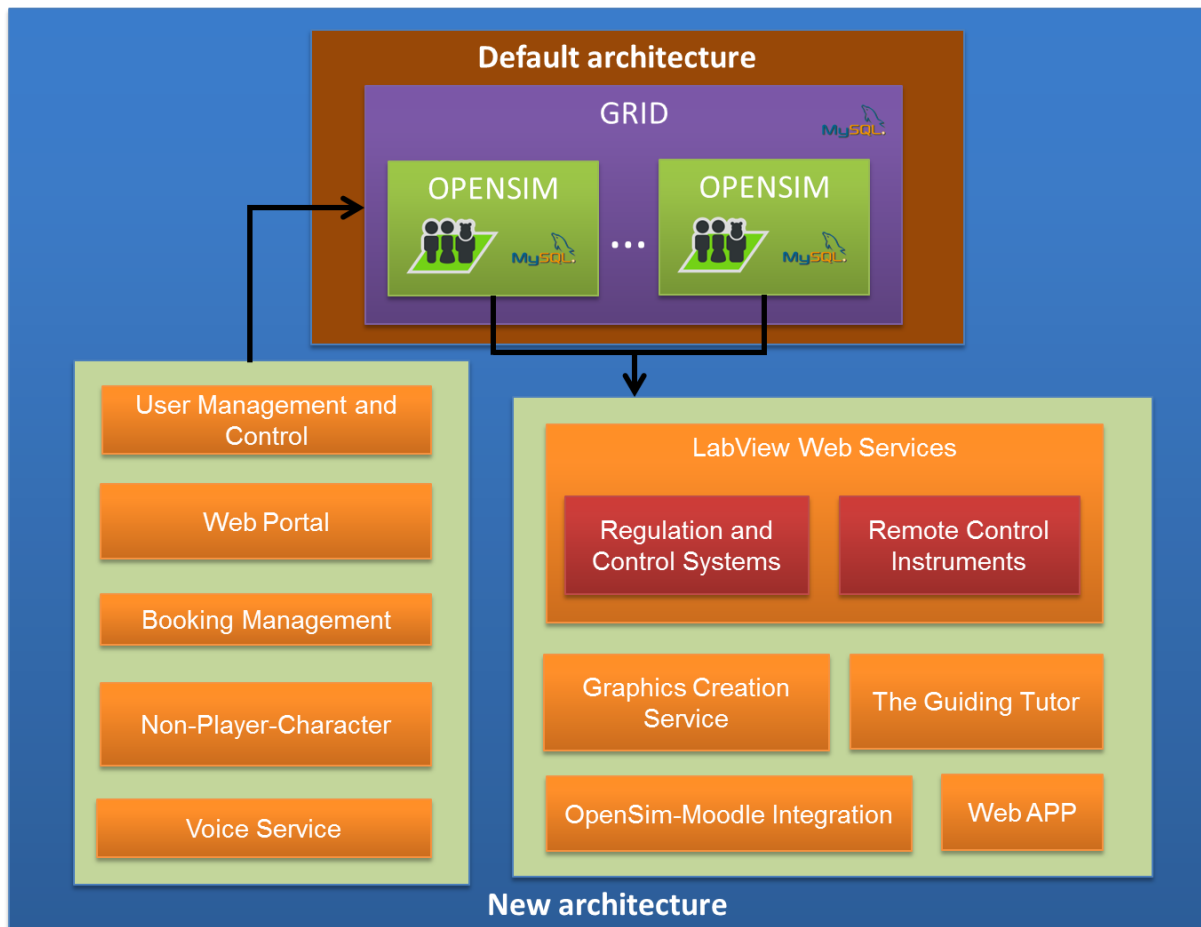 Default architecture
GRID
MySQL
OPENSIM
MySQL
...
OPENSIM
MySQL
User Management and
Control
Web Portal
Booking Management
Non-Player-Character
Voice Service
LabView Web Services
Regulation and
Control Systems
Remote Control
Instruments
Graphics Creation
Service
The Guiding Tutor
OpenSim-Moodle Integration
Web APP
New architecture